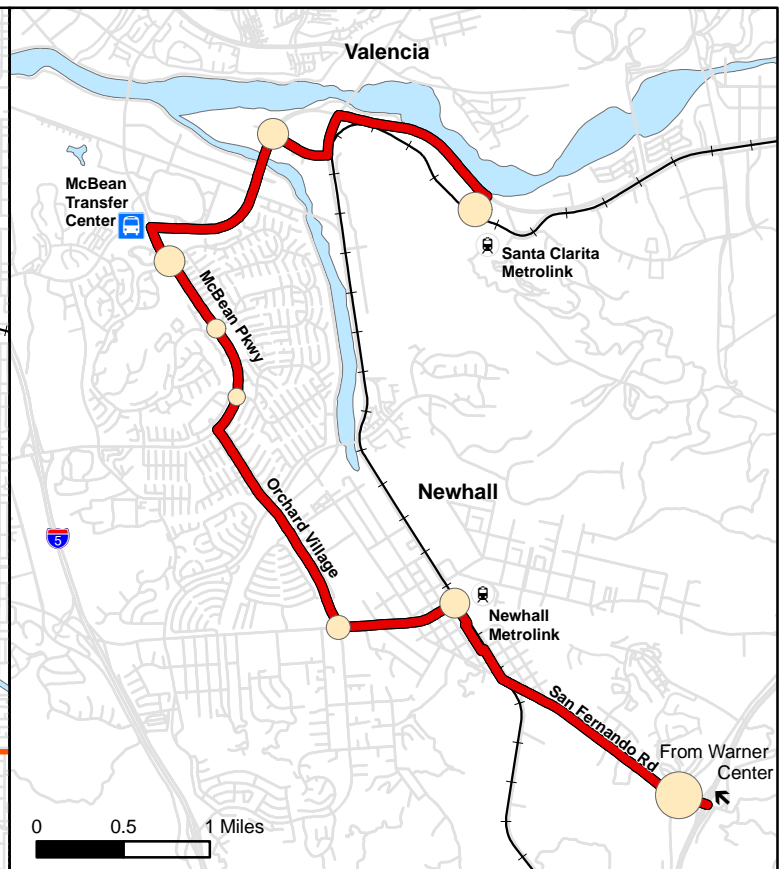 Valencia
McBean
Transfer
Center
Santa Clarita
Metrolink
McBean Pkwy
Newhall
Orchard Village
5
Newhall
Metrolink
San Fernando Rd
From Warner
Center
0 0.5 1 Miles